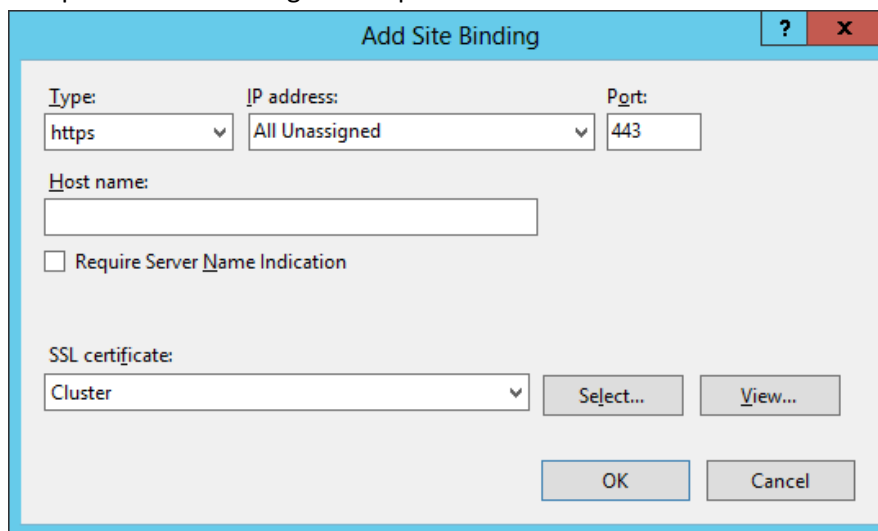 Add Site Binding
? x
Type: IP address: Port:
https All Unassigned 443
Host name:
Require Server Name Indication
SSL certificate:
Cluster Select... View...
OK Cancel